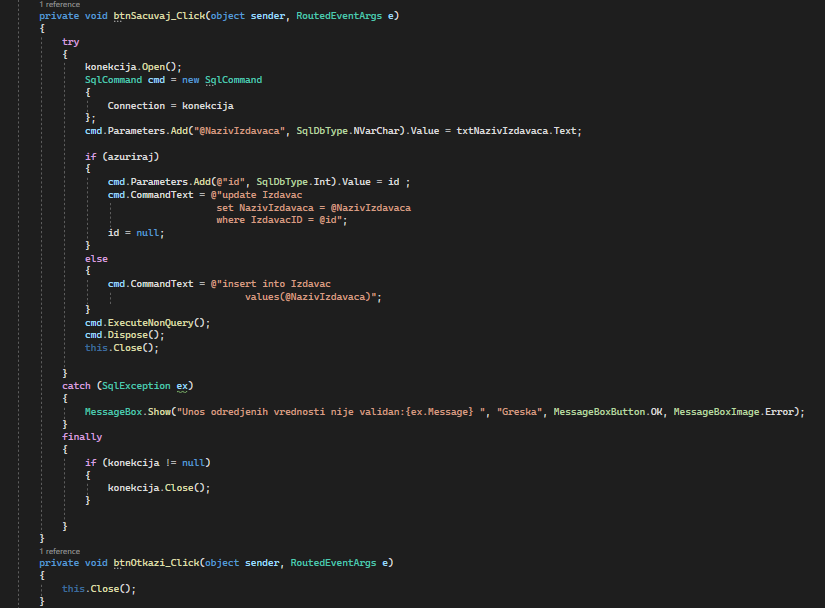 1 reference
private void btnSacuvaj_Click(object sender, RoutedEventArgs e)
{
try
{
konekcija.Open();
SqlCommand cmd = new SqlCommand
{
Connection = konekcija
};
cmd.Parameters.Add("@NazivIzdavaca", SqlDbType.NVarChar).Value = txtNazivIzdavaca.Text;
if (azuriraj)
{
cmd.Parameters.Add(@"id", SqlDbType.Int).Value = id ;
cmd.CommandText = @"update Izdavac
set NazivIzdavaca = @NazivIzdavaca
where IzdavacID = @id";
id = null;
}
else
{
cmd.CommandText = @"insert into Izdavac
values(@NazivIzdavaca)";
}
cmd.ExecuteNonQuery();
cmd.Dispose();
this.Close();
}
catch (SqlException ex)
{
MessageBox.Show("Unos odredjenih vrednosti nije validan:{ex.Message} ", "Greska", MessageBoxButton.OK, MessageBoxImage.Error);
}
finally
{
if (konekcija != null)
{
konekcija.Close();
}
}
}
1 reference
private void btnOtkazi_Click(object sender, RoutedEventArgs e)
{
this.Close();
}